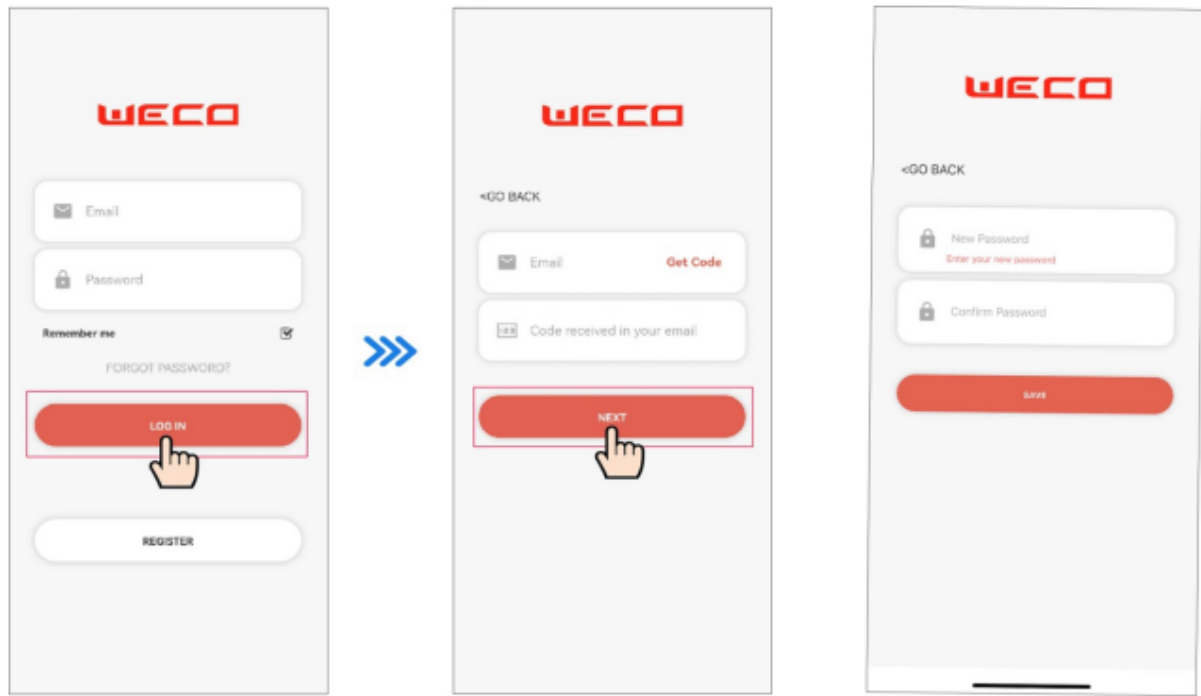 WECO
Email
Password
Remember me
FORGOT PASSWORD?
LOG IN
REGISTER
WECO
<GO BACK
Email Get Code
Code received in your email
NEXT
WECO
<GO BACK
New Password
Enter your new password
Confirm Password
SAVE